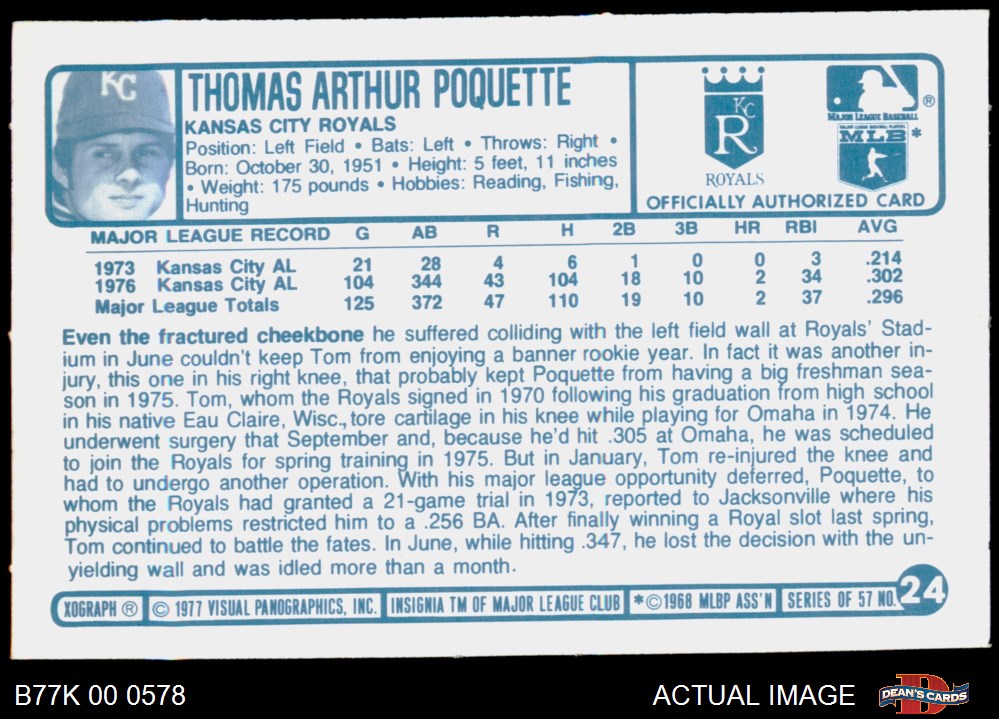 KC
THOMAS ARTHUR POQUETTE
KANSAS CITY ROYALS
Position: Left Field • Bats: Left • Throws: Right •
Born: October 30, 1951 • Height: 5 feet, 11 inches
• Weight: 175 pounds • Hobbies: Reading, Fishing,
Hunting
KC
R
ROYALS
®
MAJOR LEAGUE BASEBALL
MAJOR LEAGUE BASEBALL PLAYERS
MLB *
OFFICIALLY AUTHORIZED CARD
MAJOR LEAGUE RECORD G AB R H 2B 3B HR RBI AVG
1973 Kansas City AL 21 28 4 6 1 0 0 3 .214
1976 Kansas City AL 104 344 43 104 18 10 2 34 .302
Major League Totals 125 372 47 110 19 10 2 37 .296
Even the fractured cheekbone he suffered colliding with the left field wall at Royals' Stad-
ium in June couldn't keep Tom from enjoying a banner rookie year. In fact it was another in-
jury, this one in his right knee, that probably kept Poquette from having a big freshman sea-
son in 1975. Tom, whom the Royals signed in 1970 following his graduation from high school
in his native Eau Claire, Wisc., tore cartilage in his knee while playing for Omaha in 1974. He
underwent surgery that September and, because he'd hit .305 at Omaha, he was scheduled
to join the Royals for spring training in 1975. But in January, Tom re-injured the knee and
had to undergo another operation. With his major league opportunity deferred, Poquette, to
whom the Royals had granted a 21-game trial in 1973, reported to Jacksonville where his
physical problems restricted him to a .256 BA. After finally winning a Royal slot last spring,
Tom continued to battle the fates. In June, while hitting .347, he lost the decision with the un-
yielding wall and was idled more than a month.
XOGRAPH ® © 1977 VISUAL PANOGRAPHICS, INC. INSIGNIA TM OF MAJOR LEAGUE CLUB *©1968 MLBP ASS'N SERIES OF 57 NO. 24
B77K 00 0578 ACTUAL IMAGE D DEAN'S CARDS